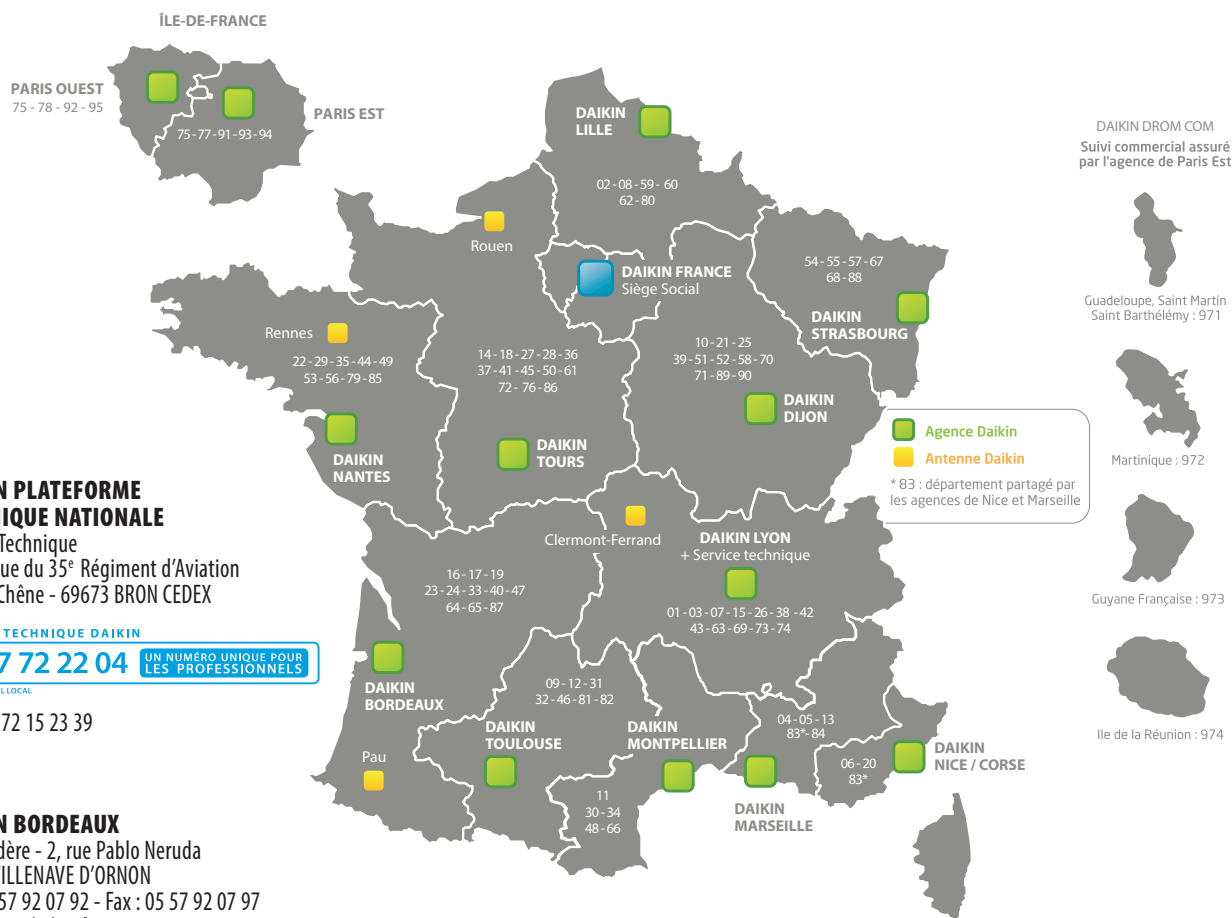 ÎLE-DE-FRANCE
PARIS OUEST
75 - 78 - 92 - 95
PARIS EST
75-77-91-93-94
DAIKIN
LILLE
02 - 08 - 59 - 60
62 - 80
Rouen
DAIKIN FRANCE
Siège Social
54 - 55 - 57 - 67
68 - 88
DAIKIN
STRASBOURG
Rennes
22 - 29 - 35 - 44 - 49
53 - 56 - 79 - 85
DAIKIN
NANTES
14 - 18 - 27 - 28 - 36
37 - 41 - 45 - 50 - 61
72 - 76 - 86
DAIKIN
TOURS
10 - 21 - 25
39 - 51 - 52 - 58 - 70
71 - 89 - 90
DAIKIN
DIJON
Agence Daikin
Antenne Daikin
* 83 : département partagé par
les agences de Nice et Marseille
Clermont-Ferrand
DAIKIN LYON
+ Service technique
01 - 03 - 07 - 15 - 26 - 38 - 42
43 - 63 - 69 - 73 - 74
16 - 17 - 19
23 - 24 - 33 - 40 - 47
64 - 65 - 87
DAIKIN
BORDEAUX
Pau
09 - 12 - 31
32 - 46 - 81 - 82
DAIKIN
TOULOUSE
DAIKIN
MONTPELLIER
11
30 - 34
48 - 66
04 - 05 - 13
83*- 84
DAIKIN
MARSEILLE
06 - 20
83*
DAIKIN
NICE / CORSE
DAIKIN DROM COM
Suivi commercial assuré
par l'agence de Paris Est
Guadeloupe, Saint Martin
Saint Barthélémy : 971
Martinique : 972
Guyane Française : 973
Ile de la Réunion : 974
N PLATEFORME
NIQUE NATIONALE
Technique
ue du 35e Régiment d'Aviation
Chêne - 69673 BRON CEDEX
TECHNIQUE DAIKIN
7 72 22 04
UN NUMÉRO UNIQUE POUR
LES PROFESSIONNELS
L LOCAL
72 15 23 39
N BORDEAUX
dère - 2, rue Pablo Neruda
VILLENAVE D'ORNON
57 92 07 92 - Fax : 05 57 92 07 97